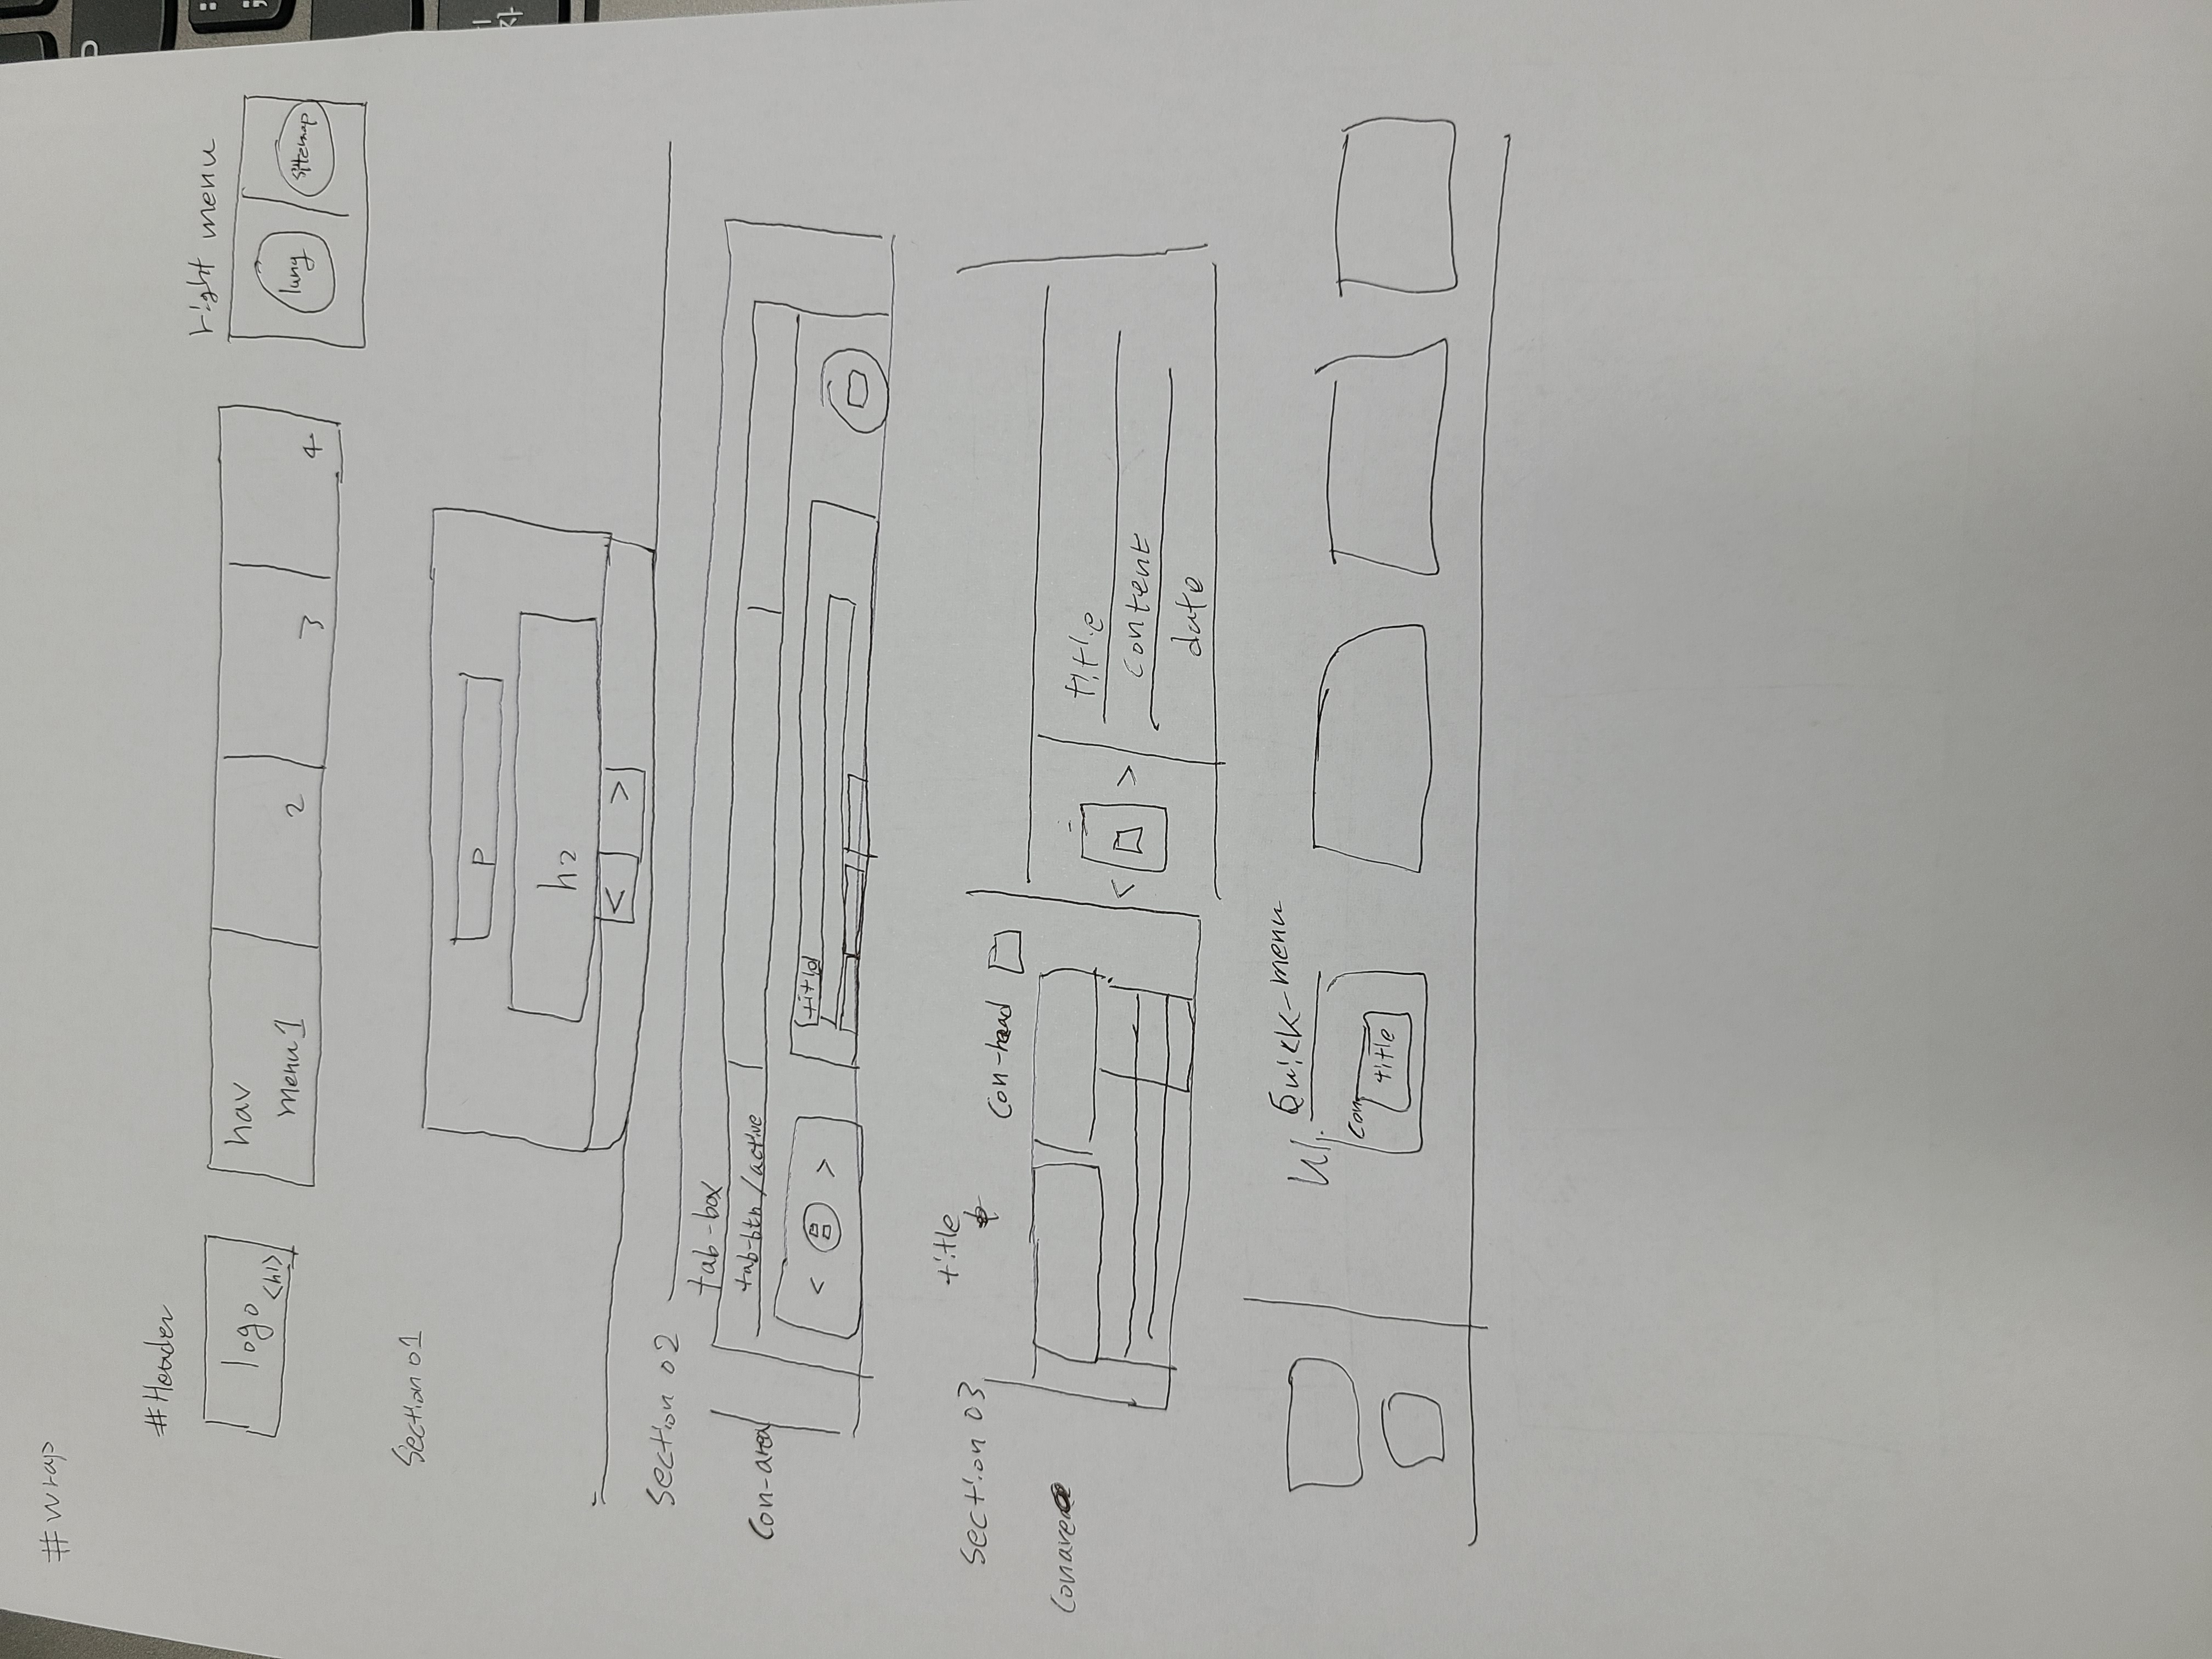 #wrap
#Header
right menu
logo
<h1>
nav
menu1
2
3
4
lang
sitemap
Section 01
p
h2
< >
Section 02
tab-box
tab-btn / active
Con-area
< >
title
title
Section 03
Con-head
Conarea
title
< >
content
date
Quick-menu
ul.
Con
title